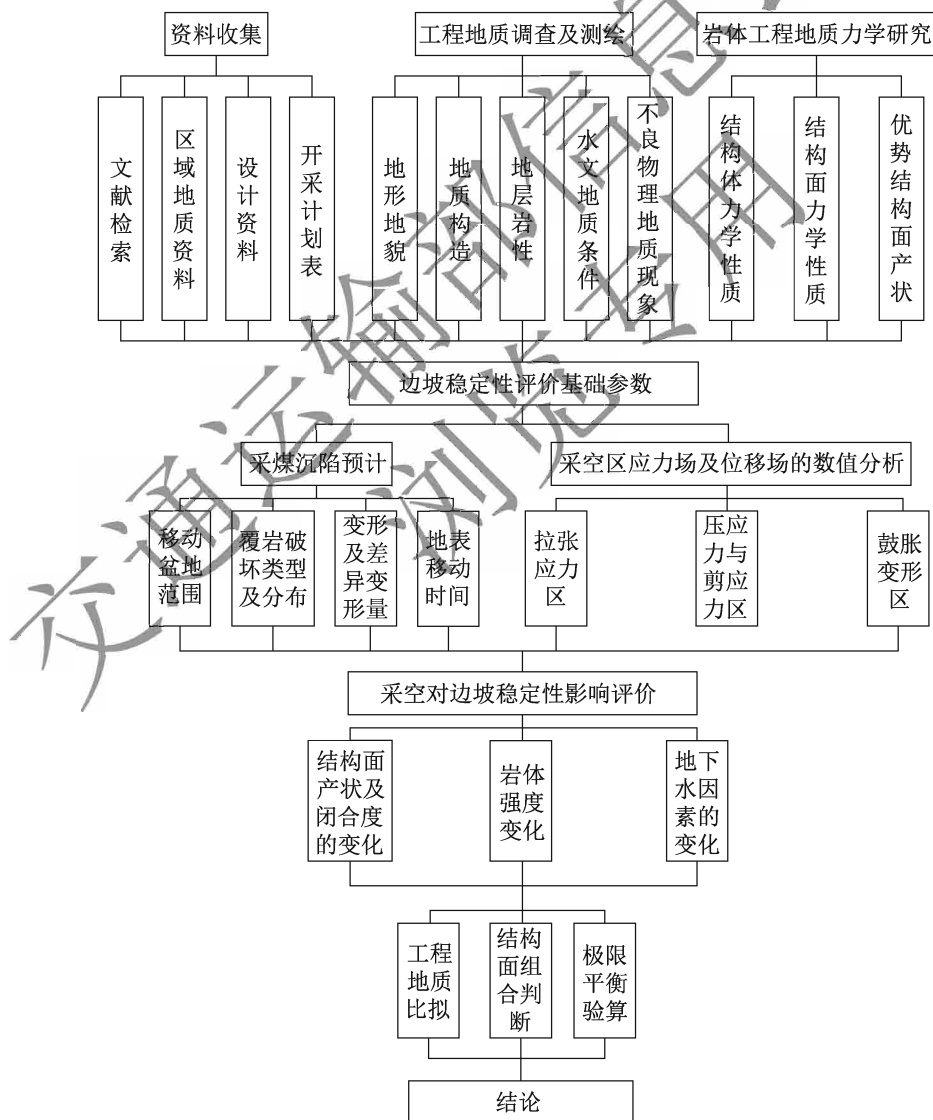 资料收集
工程地质调查及测绘
岩体工程地质力学研究
文献检索
区域地质资料
设计资料
开采计划表
地形地貌
地质构造
地层岩性
水文地质条件
不良物理地质现象
结构体力学性质
结构面力学性质
优势结构面产状
边坡稳定性评价基础参数
采煤沉陷预计
采空区应力场及位移场的数值分析
移动
盆地
范围
覆岩破
坏类型
及分布
变形
及差
异变
形量
地表
移动
时间
拉张
应力
区
压应
力与
剪应
力区
鼓胀
变形
区
采空对边坡稳定性影响评价
结构面
产状及
闭合度
的变化
岩体
强度
变化
地下
水因
素的
变化
工程
地质
比拟
结构
面组
合判
断
极限
平衡
验算
结论
交通运输部信息
浏览专用